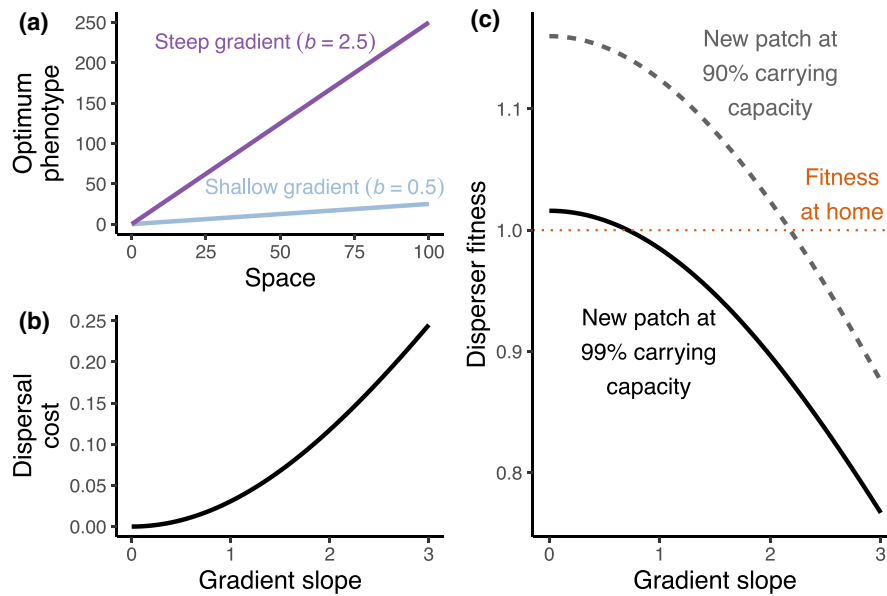 (a)
Steep gradient (b = 2.5)
Shallow gradient (b = 0.5)
Optimum
phenotype
250
200
150
100
50
0
0 25 50 75 100
Space
(b)
Dispersal
cost
0.25
0.20
0.15
0.10
0.05
0.00
0 1 2 3
Gradient slope
(c)
New patch at
90% carrying
capacity
Fitness
at home
New patch at
99% carrying
capacity
Disperser fitness
1.1
1.0
0.9
0.8
0 1 2 3
Gradient slope